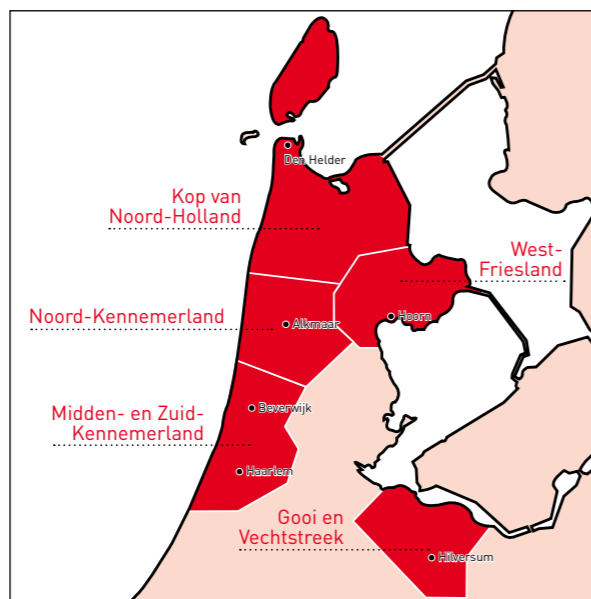 Den Helder
Kop van
Noord-Holland
West-
Friesland
Noord-Kennemerland
Alkmaar
Hoorn
Midden- en Zuid-
Kennemerland
Beverwijk
Haarlem
Gooi en
Vechtstreek
Hilversum